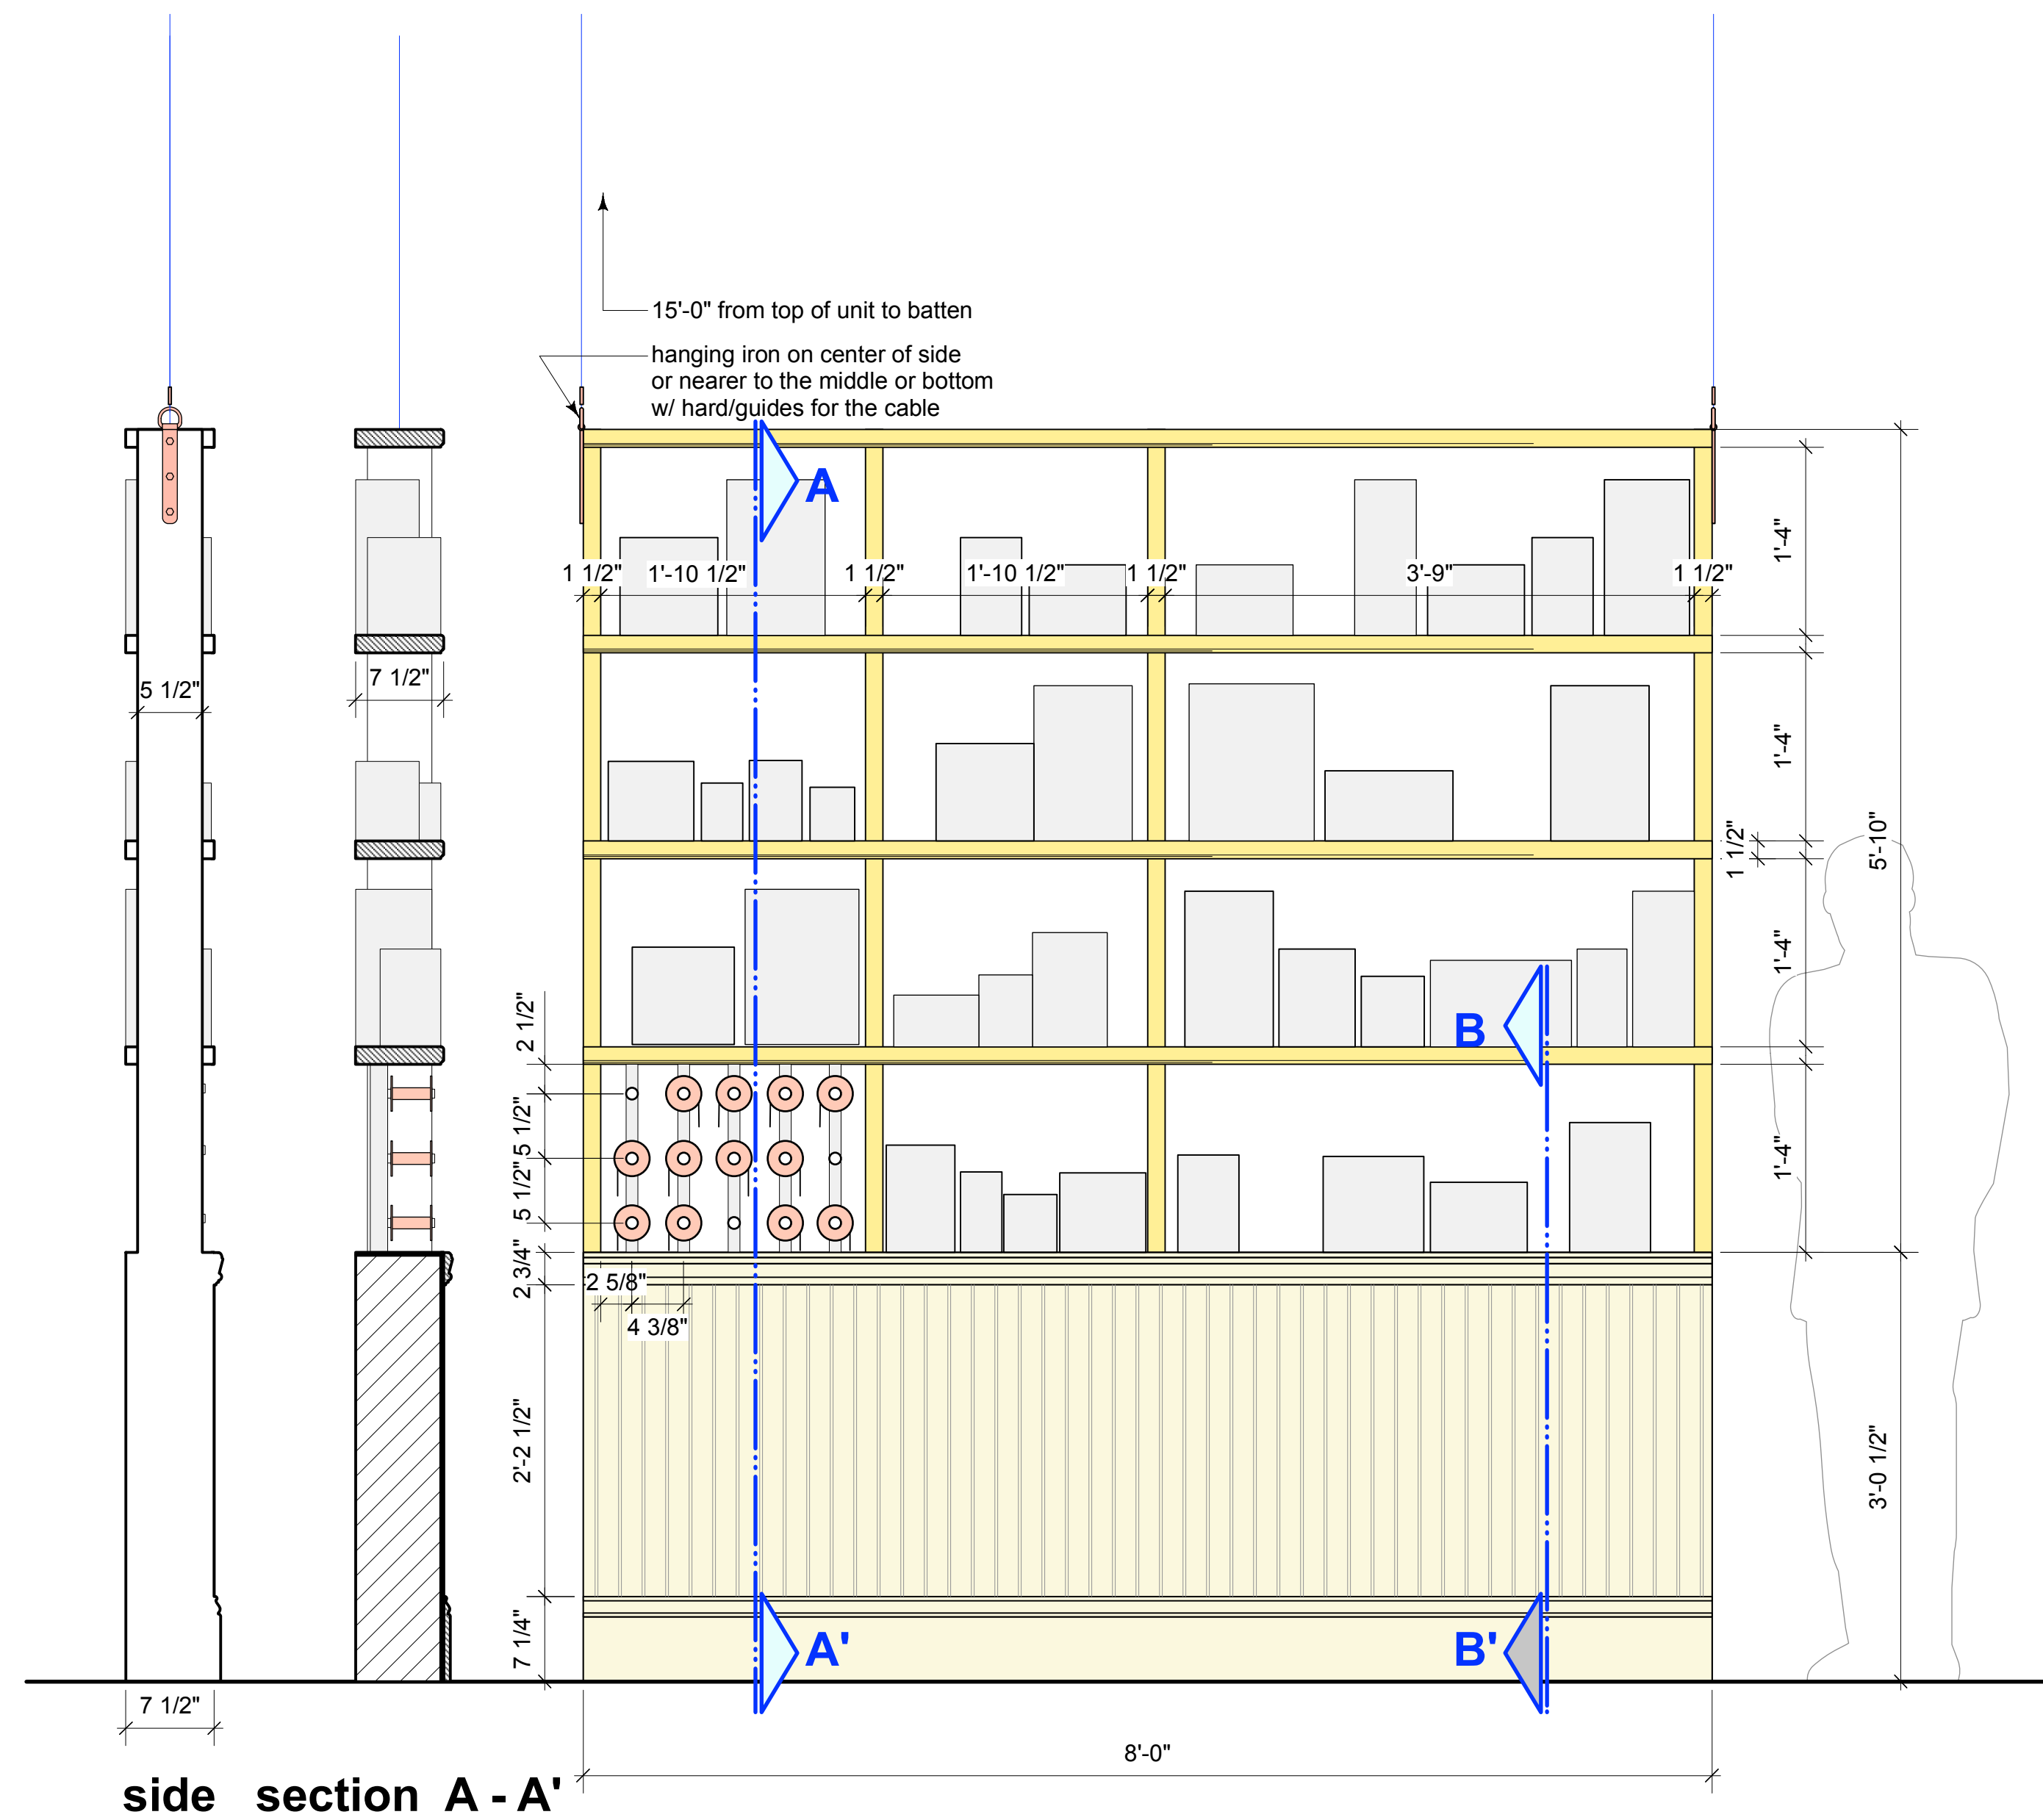 15'-0" from top of unit to batten
hanging iron on center of side
or nearer to the middle or bottom
w/ hard/guides for the cable
A
1 1/2"
1'-10 1/2"
1 1/2"
1'-10 1/2"
1 1/2"
3'-9"
1 1/2"
1'-4"
5 1/2"
7 1/2"
1'-4"
1 1/2"
5'-10"
1'-4"
2 1/2"
B
5 1/2"
5 1/2"
1'-4"
2 3/4"
2 5/8"
4 3/8"
2'-2 1/2"
3'-0 1/2"
7 1/4"
A'
B'
7 1/2"
8'-0"
side section A - A'